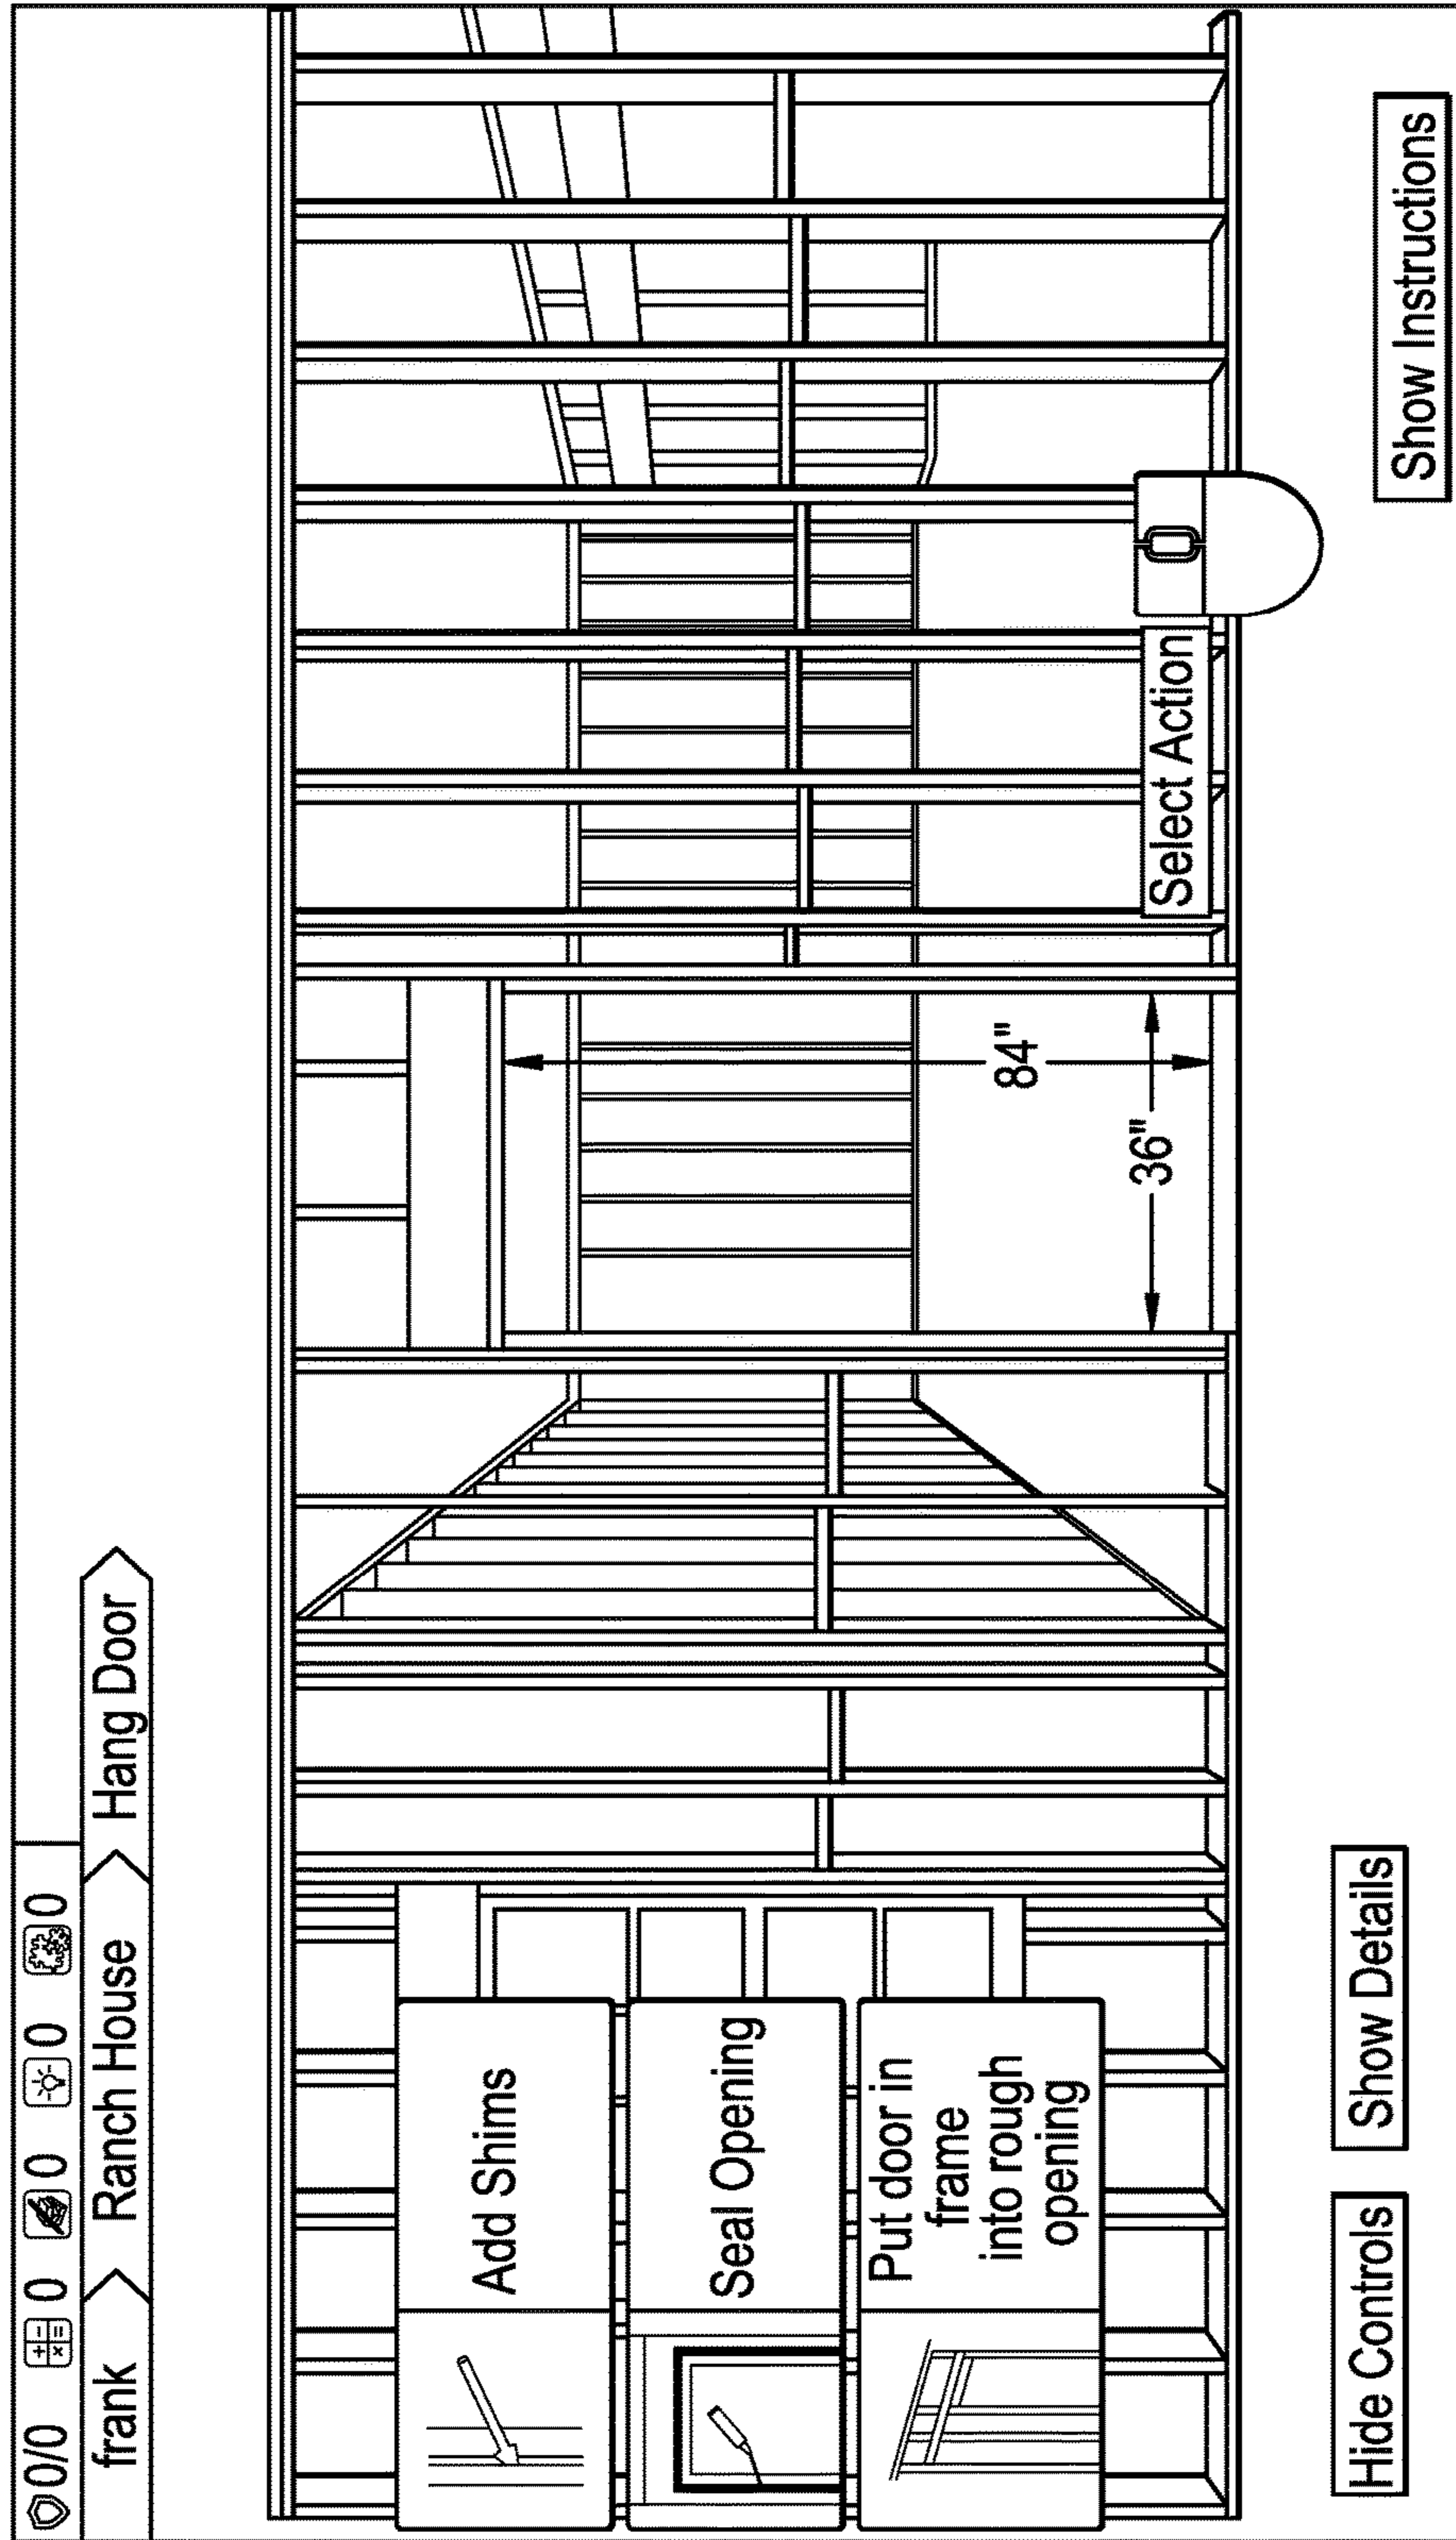 0/0 0 0 0 0
frank Ranch House Hang Door
Add Shims
Seal Opening
Put door in
frame
into rough
opening
84"
36"
Select Action
Hide Controls Show Details Show Instructions